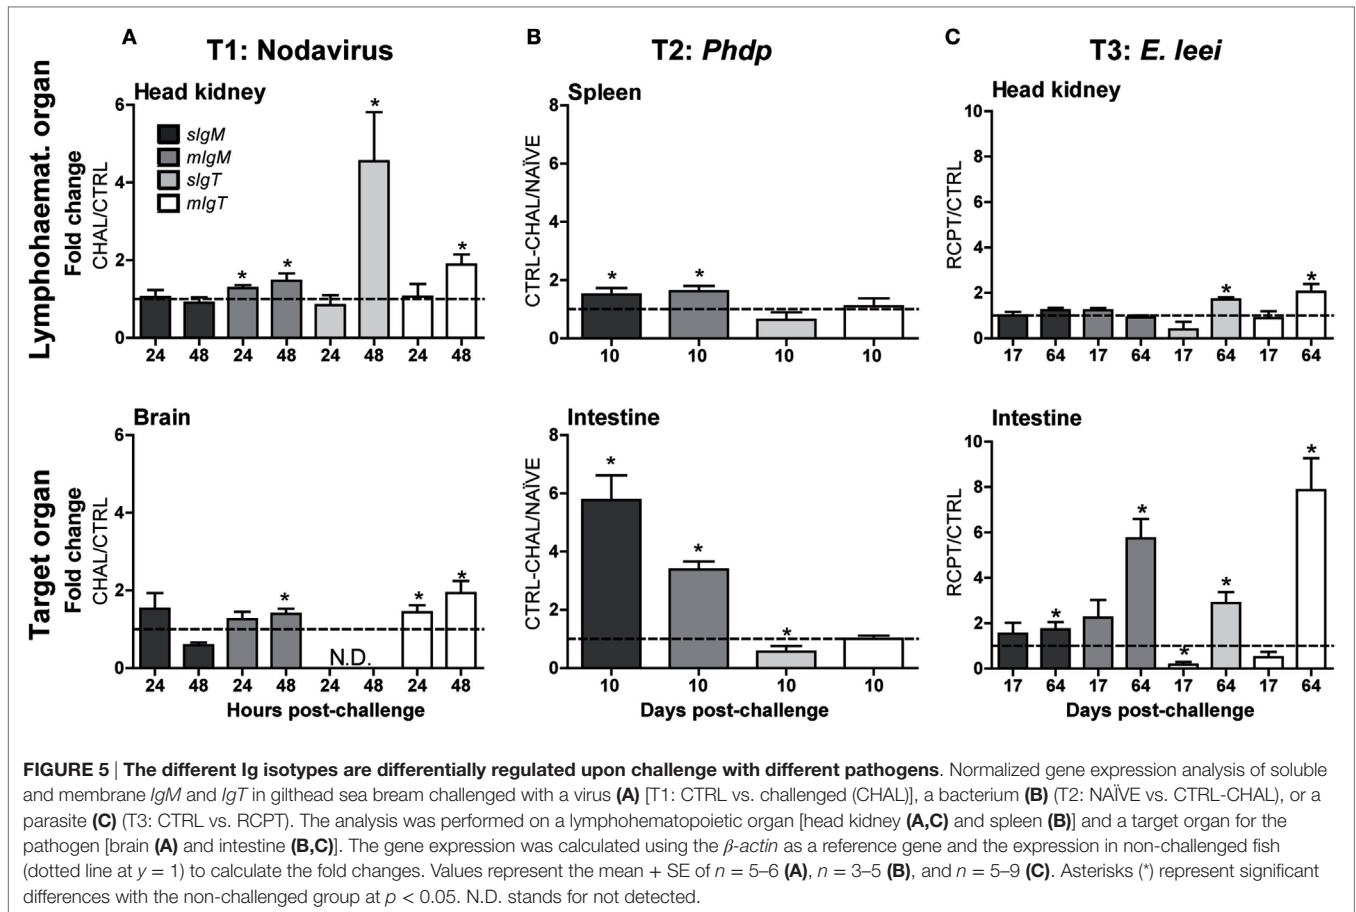 A
T1: Nodavirus
B
T2: Phdp
C
T3: E. leei
Lymphohaemat. organ
Head kidney
Fold change
CHAL/CTRL
6
4
2
0
sIgM
mIgM
sIgT
mIgT
* * * *
24 48 24 48 24 48 24 48
Spleen
CTRL-CHAL/NAÏVE
8
6
4
2
0
* *
10 10 10 10
Head kidney
RCPT/CTRL
10
8
6
4
2
0
* *
17 64 17 64 17 64 17 64
Target organ
Brain
Fold change
CHAL/CTRL
6
4
2
0
* * *
N.D.
24 48 24 48 24 48 24 48
Hours post-challenge
Intestine
CTRL-CHAL/NAÏVE
8
6
4
2
0
* * *
10 10 10 10
Days post-challenge
Intestine
RCPT/CTRL
10
8
6
4
2
0
* * * * *
17 64 17 64 17 64 17 64
Days post-challenge
FIGURE 5 | The different Ig isotypes are differentially regulated upon challenge with different pathogens. Normalized gene expression analysis of soluble
and membrane IgM and IgT in gilthead sea bream challenged with a virus (A) [T1: CTRL vs. challenged (CHAL)], a bacterium (B) (T2: NAÏVE vs. CTRL-CHAL), or a
parasite (C) (T3: CTRL vs. RCPT). The analysis was performed on a lymphohematopoietic organ [head kidney (A,C) and spleen (B)] and a target organ for the
pathogen [brain (A) and intestine (B,C)]. The gene expression was calculated using the β-actin as a reference gene and the expression in non-challenged fish
(dotted line at y = 1) to calculate the fold changes. Values represent the mean + SE of n = 5–6 (A), n = 3–5 (B), and n = 5–9 (C). Asterisks (*) represent significant
differences with the non-challenged group at p < 0.05. N.D. stands for not detected.